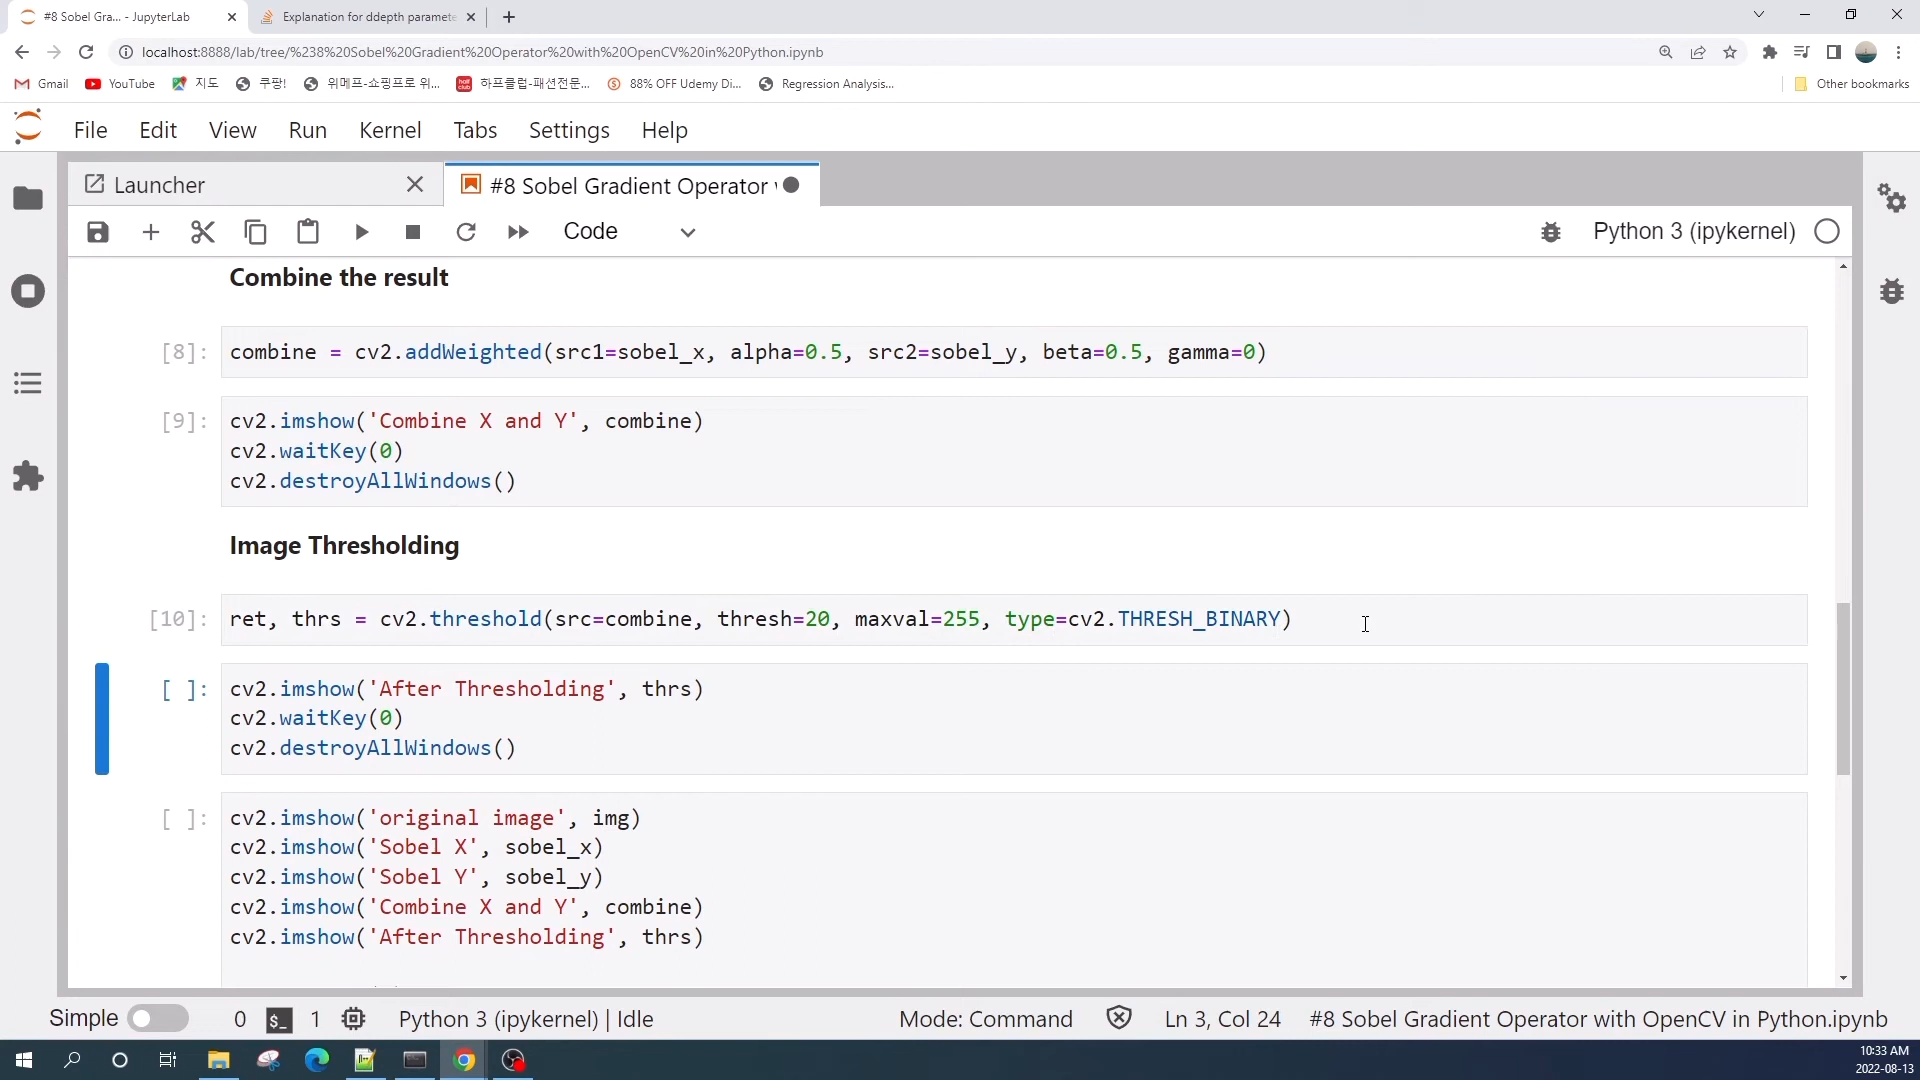 #8 Sobel Gra... - JupyterLab
Explanation for ddepth paramete
localhost:8888/lab/tree/%238%20Sobel%20Gradient%20Operator%20with%20OpenCV%20in%20Python.ipynb
Gmail YouTube 지도 쿠팡! 위메프-쇼핑프로 위... 하프클럽-패션전문... 88% OFF Udemy Di... Regression Analysis... Other bookmarks
File Edit View Run Kernel Tabs Settings Help
Launcher #8 Sobel Gradient Operator
Code Python 3 (ipykernel)
Combine the result
[8]: combine = cv2.addWeighted(src1=sobel_x, alpha=0.5, src2=sobel_y, beta=0.5, gamma=0)
[9]: cv2.imshow('Combine X and Y', combine)
cv2.waitKey(0)
cv2.destroyAllWindows()
Image Thresholding
[10]: ret, thrs = cv2.threshold(src=combine, thresh=20, maxval=255, type=cv2.THRESH_BINARY)
[ ]: cv2.imshow('After Thresholding', thrs)
cv2.waitKey(0)
cv2.destroyAllWindows()
[ ]: cv2.imshow('original image', img)
cv2.imshow('Sobel X', sobel_x)
cv2.imshow('Sobel Y', sobel_y)
cv2.imshow('Combine X and Y', combine)
cv2.imshow('After Thresholding', thrs)
Simple 0 $_ 1 Python 3 (ipykernel) | Idle Mode: Command Ln 3, Col 24 #8 Sobel Gradient Operator with OpenCV in Python.ipynb
10:33 AM
2022-08-13